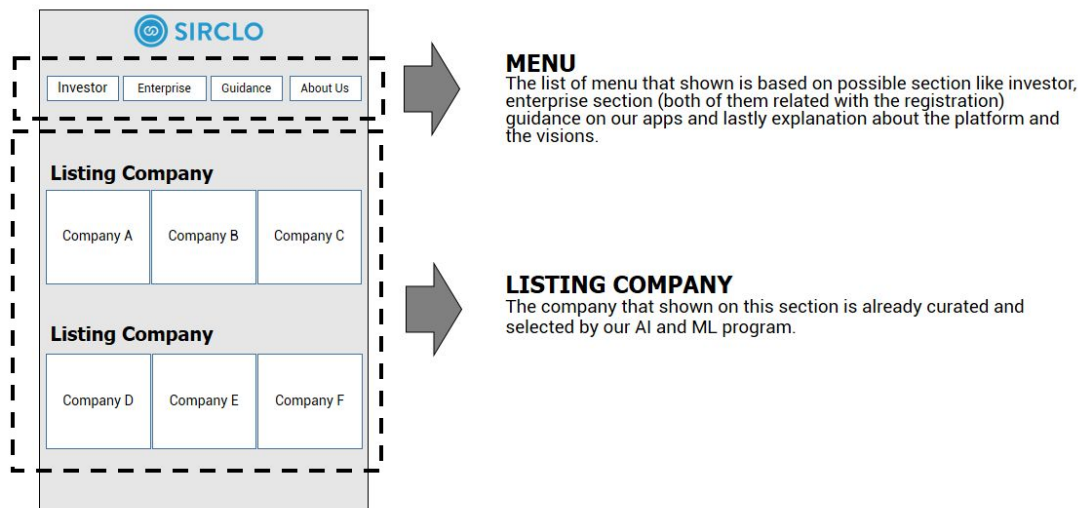 SIRCLO
Investor
Enterprise
Guidance
About Us
MENU
The list of menu that shown is based on possible section like investor,
enterprise section (both of them related with the registration)
guidance on our apps and lastly explanation about the platform and
the visions.
Listing Company
Company A
Company B
Company C
LISTING COMPANY
The company that shown on this section is already curated and
selected by our AI and ML program.
Listing Company
Company D
Company E
Company F